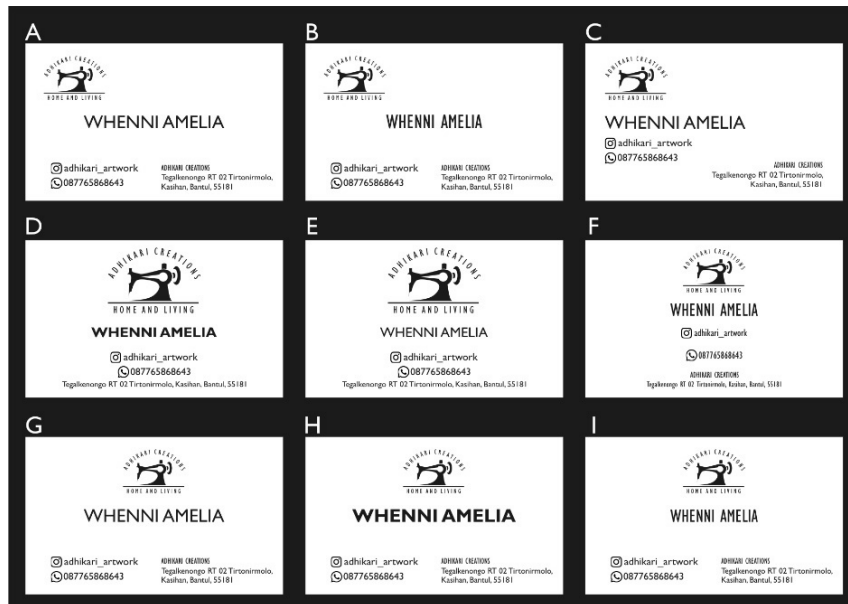 A
ADHIKARI CREATIONS
HOME AND LIVING
WHENNI AMELIA
adhikari_artwork
087765868643
ADHIKARI CREATIONS
Tegalkenongo RT 02 Tirtonirmolo,
Kasihan, Bantul, 55181
B
ADHIKARI CREATIONS
HOME AND LIVING
WHENNI AMELIA
adhikari_artwork
087765868643
ADHIKARI CREATIONS
Tegalkenongo RT 02 Tirtonirmolo,
Kasihan, Bantul, 55181
C
ADHIKARI CREATIONS
HOME AND LIVING
WHENNI AMELIA
adhikari_artwork
087765868643
ADHIKARI CREATIONS
Tegalkenongo RT 02 Tirtonirmolo,
Kasihan, Bantul, 55181
D
ADHIKARI CREATIONS
HOME AND LIVING
WHENNI AMELIA
adhikari_artwork
087765868643
Tegalkenongo RT 02 Tirtonirmolo, Kasihan, Bantul, 55181
E
ADHIKARI CREATIONS
HOME AND LIVING
WHENNI AMELIA
adhikari_artwork
087765868643
Tegalkenongo RT 02 Tirtonirmolo, Kasihan, Bantul, 55181
F
ADHIKARI CREATIONS
HOME AND LIVING
WHENNI AMELIA
adhikari_artwork
087765868643
ADHIKARI CREATIONS
Tegalkenongo RT 02 Tirtonirmolo, Kasihan, Bantul, 55181
G
ADHIKARI CREATIONS
HOME AND LIVING
WHENNI AMELIA
adhikari_artwork
087765868643
ADHIKARI CREATIONS
Tegalkenongo RT 02 Tirtonirmolo,
Kasihan, Bantul, 55181
H
ADHIKARI CREATIONS
HOME AND LIVING
WHENNI AMELIA
adhikari_artwork
087765868643
ADHIKARI CREATIONS
Tegalkenongo RT 02 Tirtonirmolo,
Kasihan, Bantul, 55181
I
ADHIKARI CREATIONS
HOME AND LIVING
WHENNI AMELIA
adhikari_artwork
087765868643
ADHIKARI CREATIONS
Tegalkenongo RT 02 Tirtonirmolo,
Kasihan, Bantul, 55181